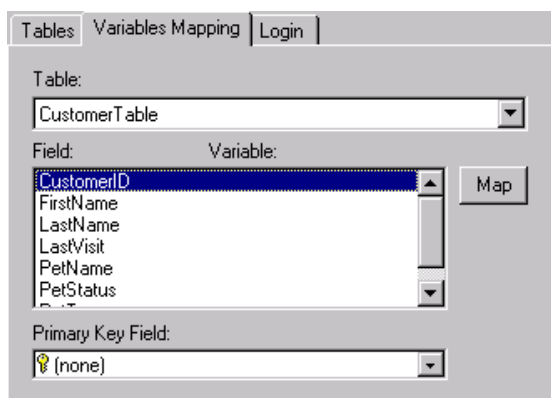 Tables Variables Mapping Login
Table:
CustomerTable
Field: Variable:
CustomerID
Map
FirstName
LastName
LastVisit
PetName
PetStatus
Primary Key Field:
(none)